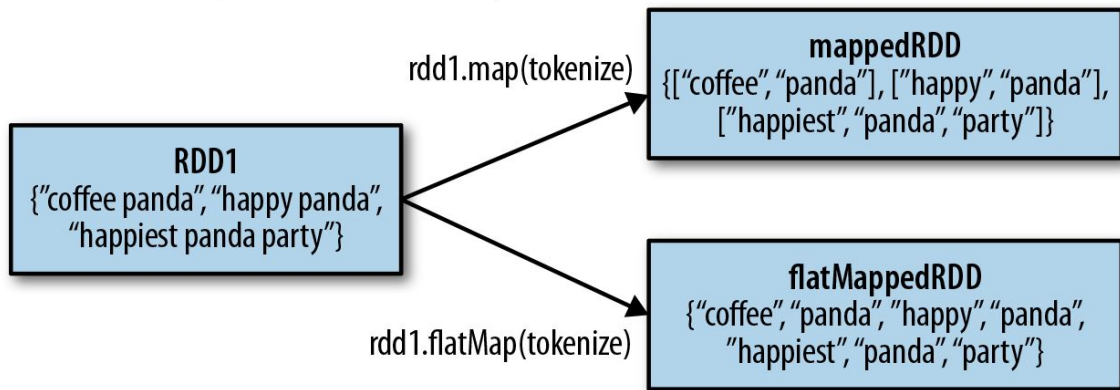 rdd1.map(tokenize)
mappedRDD
{[“coffee”, “panda”], [”happy”, “panda”],
[”happiest”, “panda”, “party”]}
RDD1
{”coffee panda”, “happy panda”,
“happiest panda party”}
rdd1.flatMap(tokenize)
flatMappedRDD
{“coffee”, “panda”, ”happy”, “panda”,
”happiest”, “panda”, “party”}